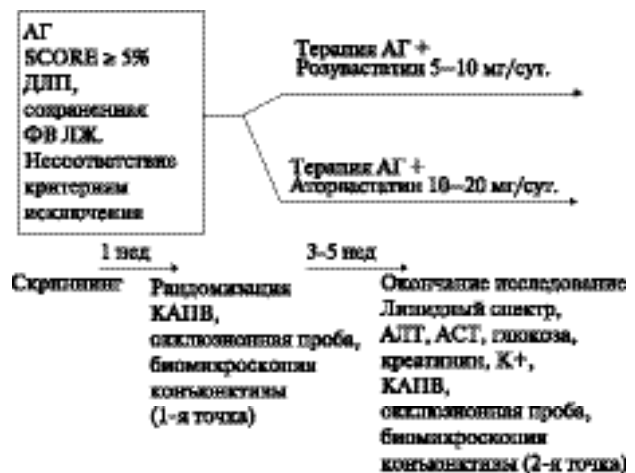 АГ
SCORE ≥ 5%
ДЛП,
сохраненная
ФВ ЛЖ.
Несоответствие
критериям
исключения
Терапия АГ +
Розувастатин 5–10 мг/сут.
Терапия АГ +
Аторвастатин 10–20 мг/сут.
1 нед
3–5 нед
Скрининг
Рандомизация
КАПВ,
окклюзионная проба,
биомикроскопия
конъюнктивы
(1-я точка)
Окончание исследования
Липидный спектр,
АЛТ, АСТ, глюкоза,
креатинин, К+,
КАПВ,
окклюзионная проба,
биомикроскопия
конъюнктивы (2-я точка)